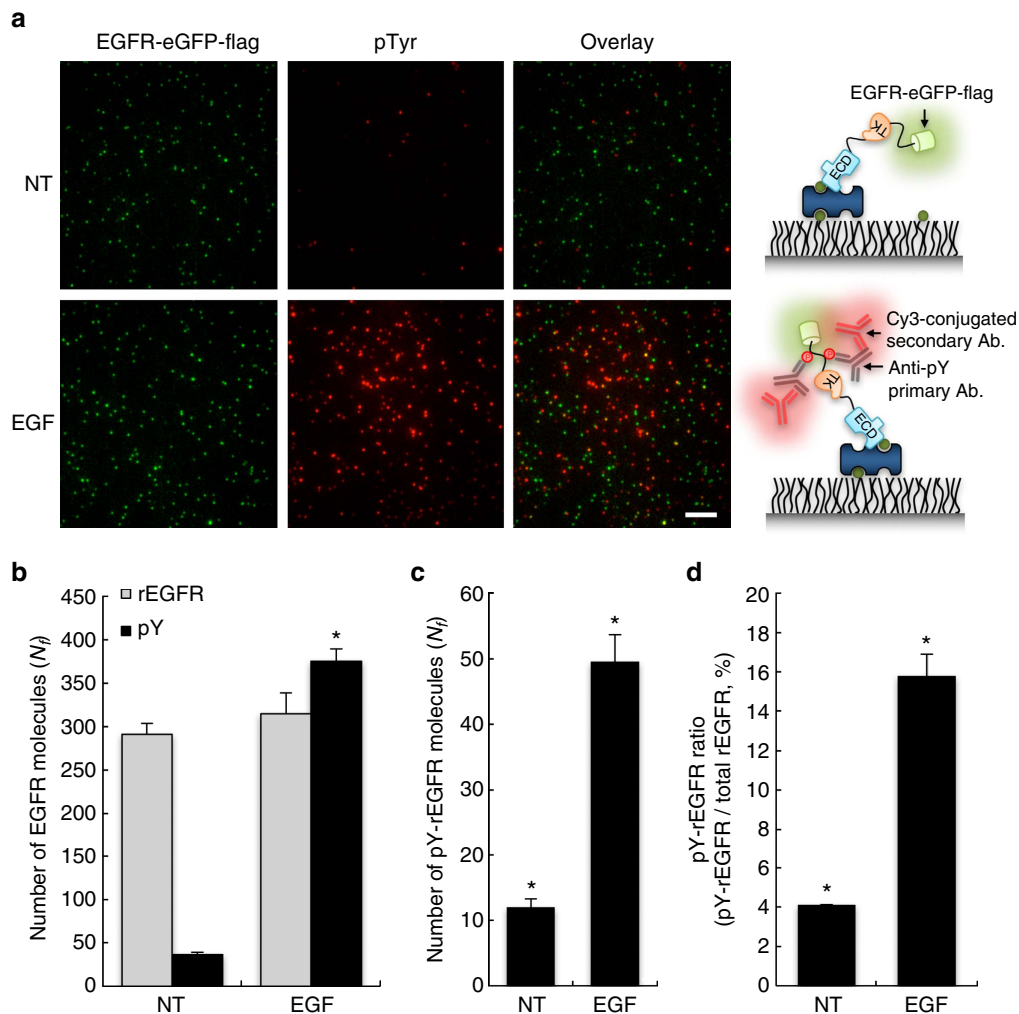 a
EGFR-eGFP-flag
pTyr
Overlay
NT
EGF
EGFR-eGFP-flag
TK
ECD
Cy3-conjugated
secondary Ab.
Anti-pY
primary Ab.
P
P
TK
ECD
b
Number of EGFR molecules (Nf)
450
400
350
300
250
200
150
100
50
0
rEGFR
pY
*
NT
EGF
c
Number of pY-rEGFR molecules (Nf)
60
50
40
30
20
10
0
*
*
NT
EGF
d
pY-rEGFR ratio
(pY-rEGFR / total rEGFR, %)
20
18
16
14
12
10
8
6
4
2
0
*
*
NT
EGF